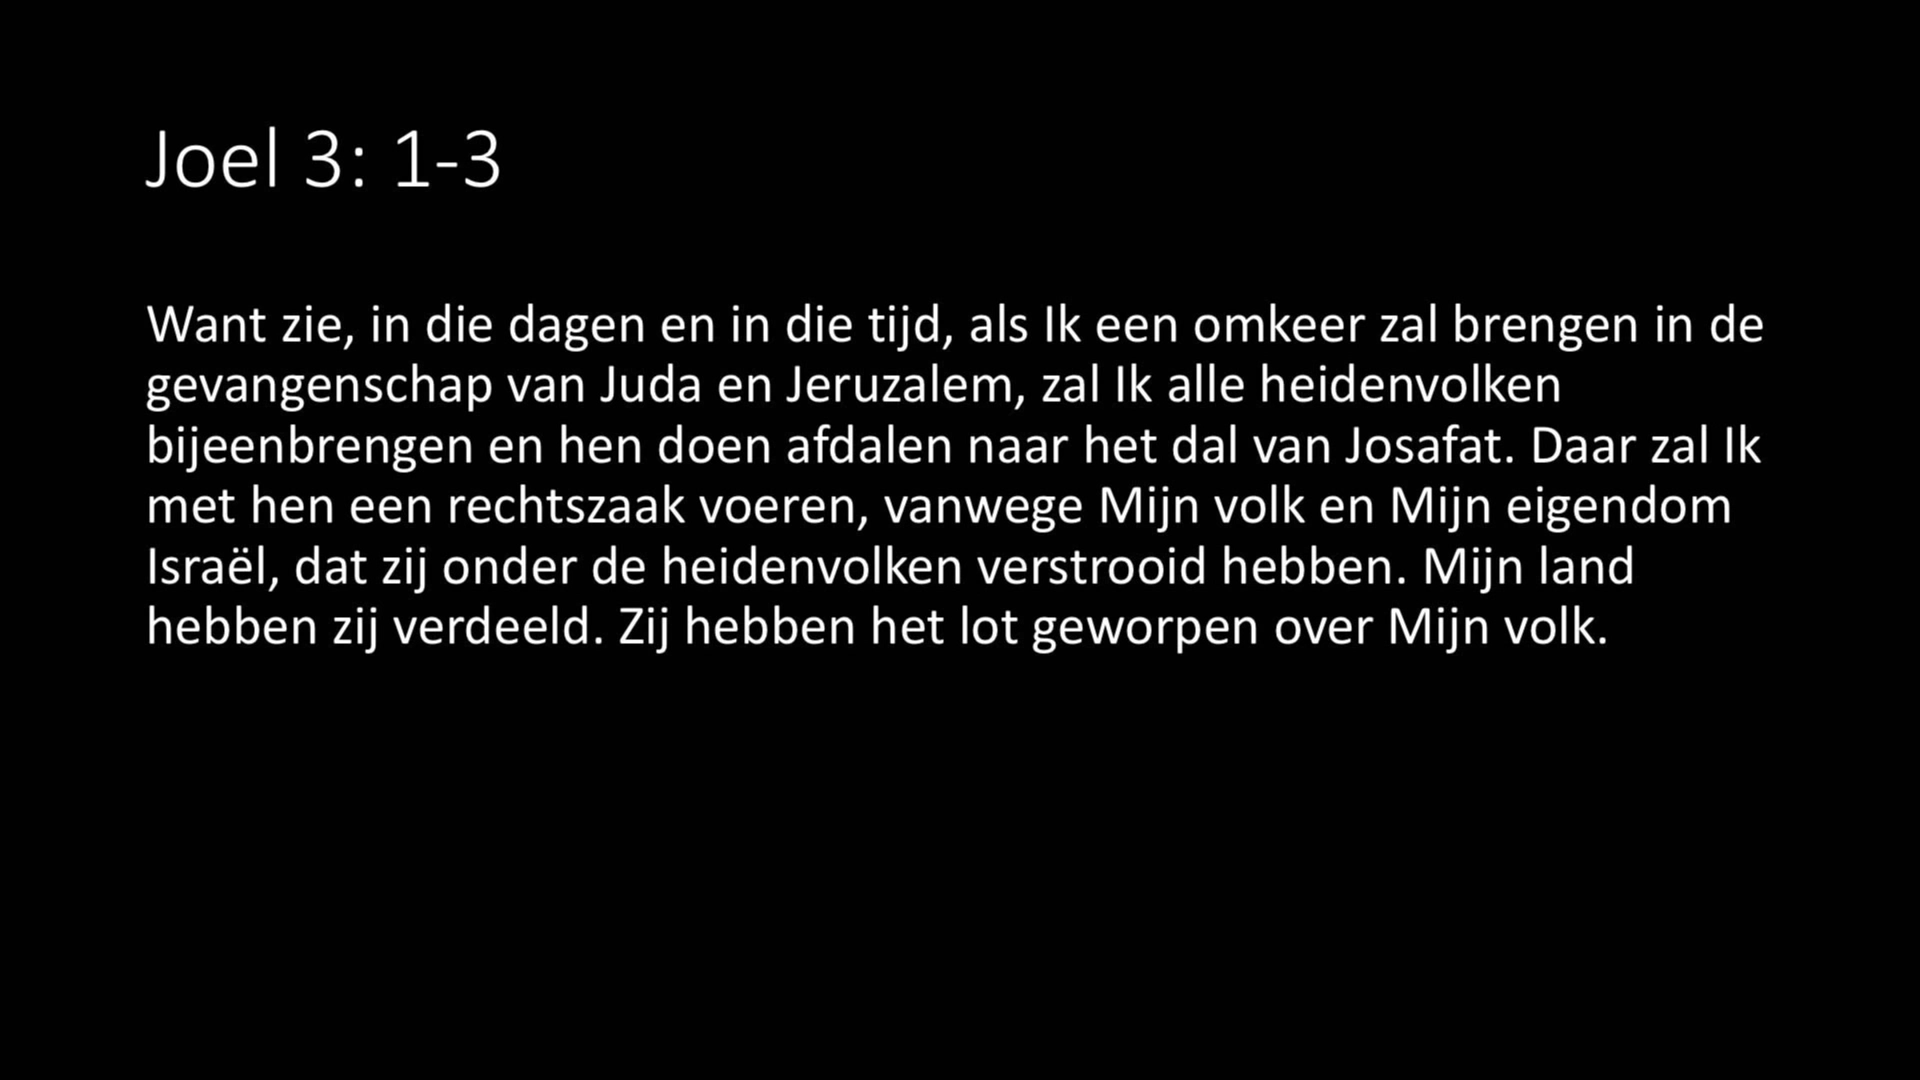 Joel 3: 1-3
Want zie, in die dagen en in die tijd, als Ik een omkeer zal brengen in de
gevangenschap van Juda en Jeruzalem, zal Ik alle heidenvolken
bijeenbrengen en hen doen afdalen naar het dal van Josafat. Daar zal Ik
met hen een rechtszaak voeren, vanwege Mijn volk en Mijn eigendom
Israël, dat zij onder de heidenvolken verstrooid hebben. Mijn land
hebben zij verdeeld. Zij hebben het lot geworpen over Mijn volk.